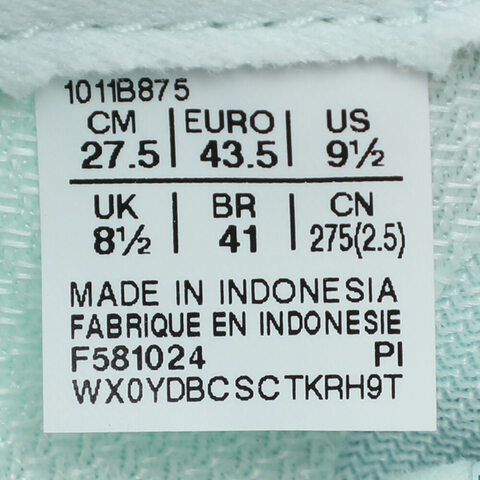 1011B875
CM EURO US
27.5 43.5 9½
UK BR CN
8½ 41 275(2.5)
MADE IN INDONESIA
FABRIQUE EN INDONESIE
F581024 PI
WX0YDBCSCTKRH9T